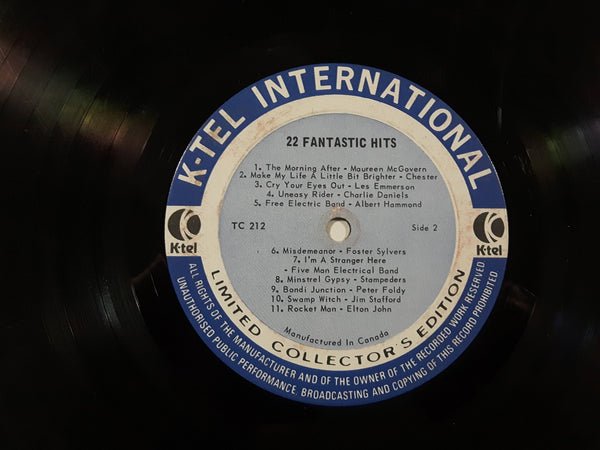 K-TEL INTERNATIONAL
22 FANTASTIC HITS
1. The Morning After - Maureen McGovern
2. Make My Life A Little Bit Brighter - Chester
3. Cry Your Eyes Out - Les Emmerson
4. Uneasy Rider - Charlie Daniels
5. Free Electric Band - Albert Hammond
K-tel
TC 212
Side 2
K-tel
6. Misdemeanor - Foster Sylvers
7. I'm A Stranger Here
Five Man Electrical Band
8. Minstrel Gypsy - Stampeders
9. Bondi Junction - Peter Foldy
10. Swamp Witch - Jim Stafford
11. Rocket Man - Elton John
Manufactured In Canada
LIMITED COLLECTOR'S EDITION
ALL RIGHTS OF THE MANUFACTURER AND OF THE OWNER OF THE RECORDED WORK RESERVED
UNAUTHORISED PUBLIC PERFORMANCE, BROADCASTING AND COPYING OF THIS RECORD PROHIBITED